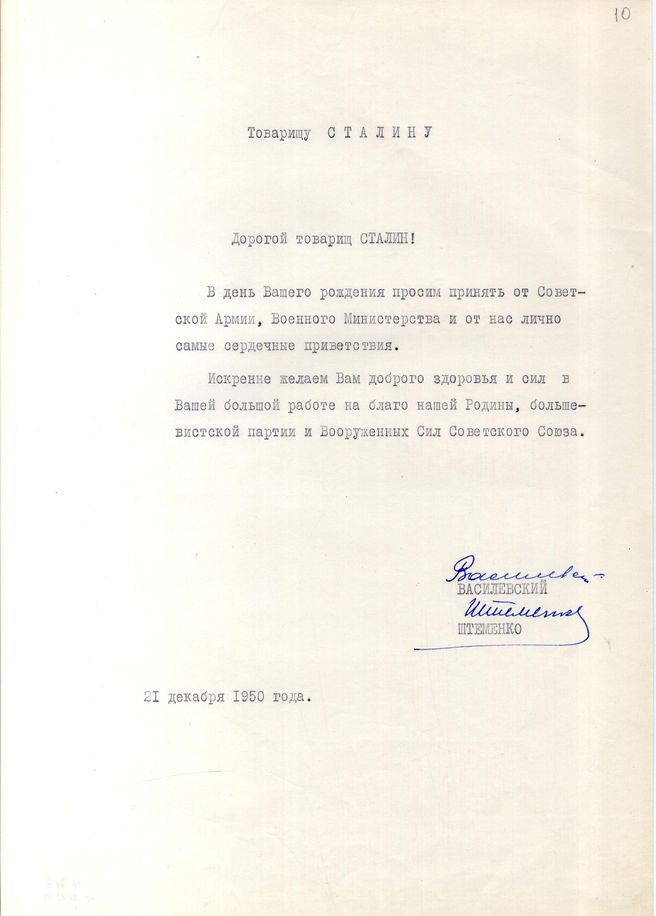 10
Товарищу С Т А Л И Н У
Дорогой товарищ СТАЛИН!
В день Вашего рождения просим принять от Совет-
ской Армии, Военного Министерства и от нас лично
самые сердечные приветствия.
Искренне желаем Вам доброго здоровья и сил в
Вашей большой работе на благо нашей Родины, больше-
вистской партии и Вооруженных Сил Советского Союза.
Василевск
ВАСИЛЕВСКИЙ
Штеменко
ШТЕМЕНКО
21 декабря 1950 года.